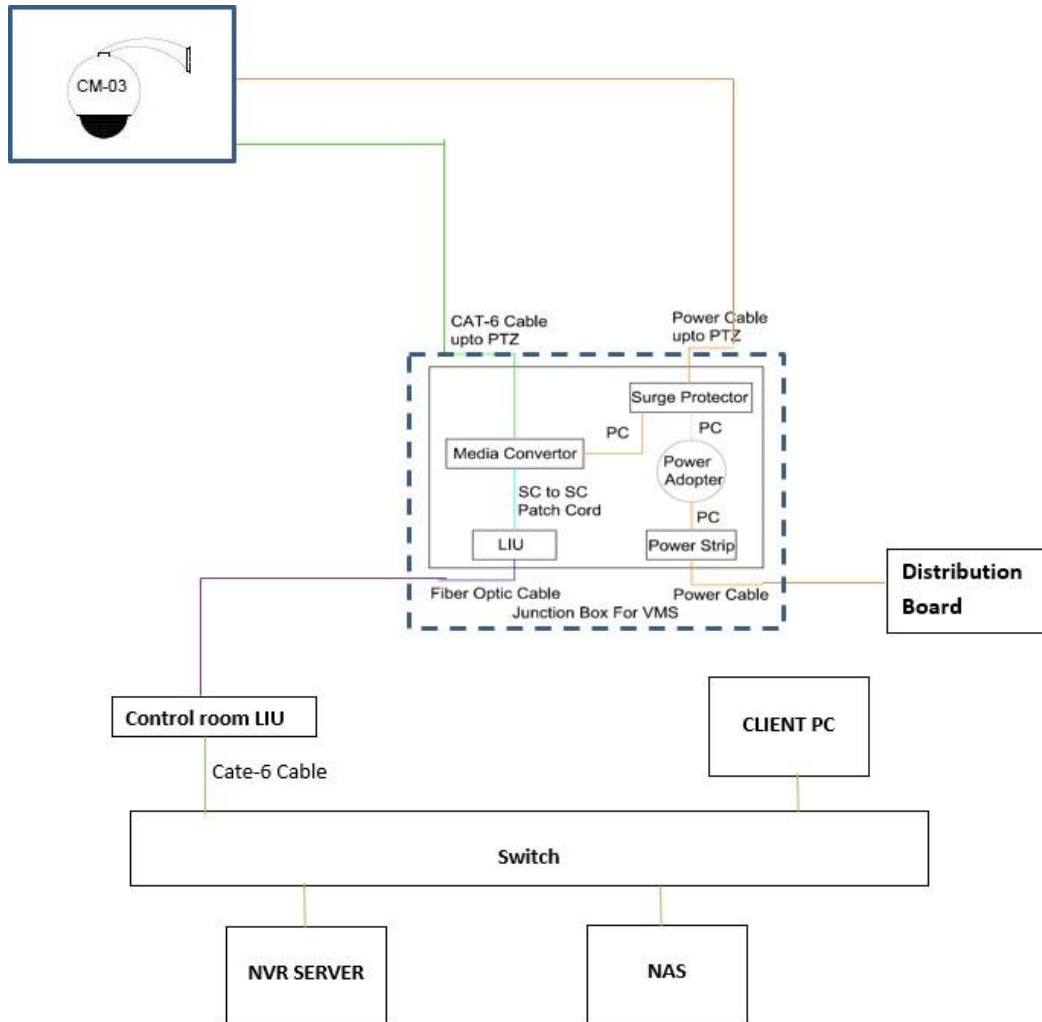 CM-03
CAT-6 Cable
upto PTZ
Power Cable
upto PTZ
Surge Protector
PC
PC
Media Convertor
Power
Adopter
SC to SC
Patch Cord
PC
LIU
Power Strip
Fiber Optic Cable
Power Cable
Junction Box For VMS
Distribution
Board
Control room LIU
CLIENT PC
Cate-6 Cable
Switch
NVR SERVER
NAS